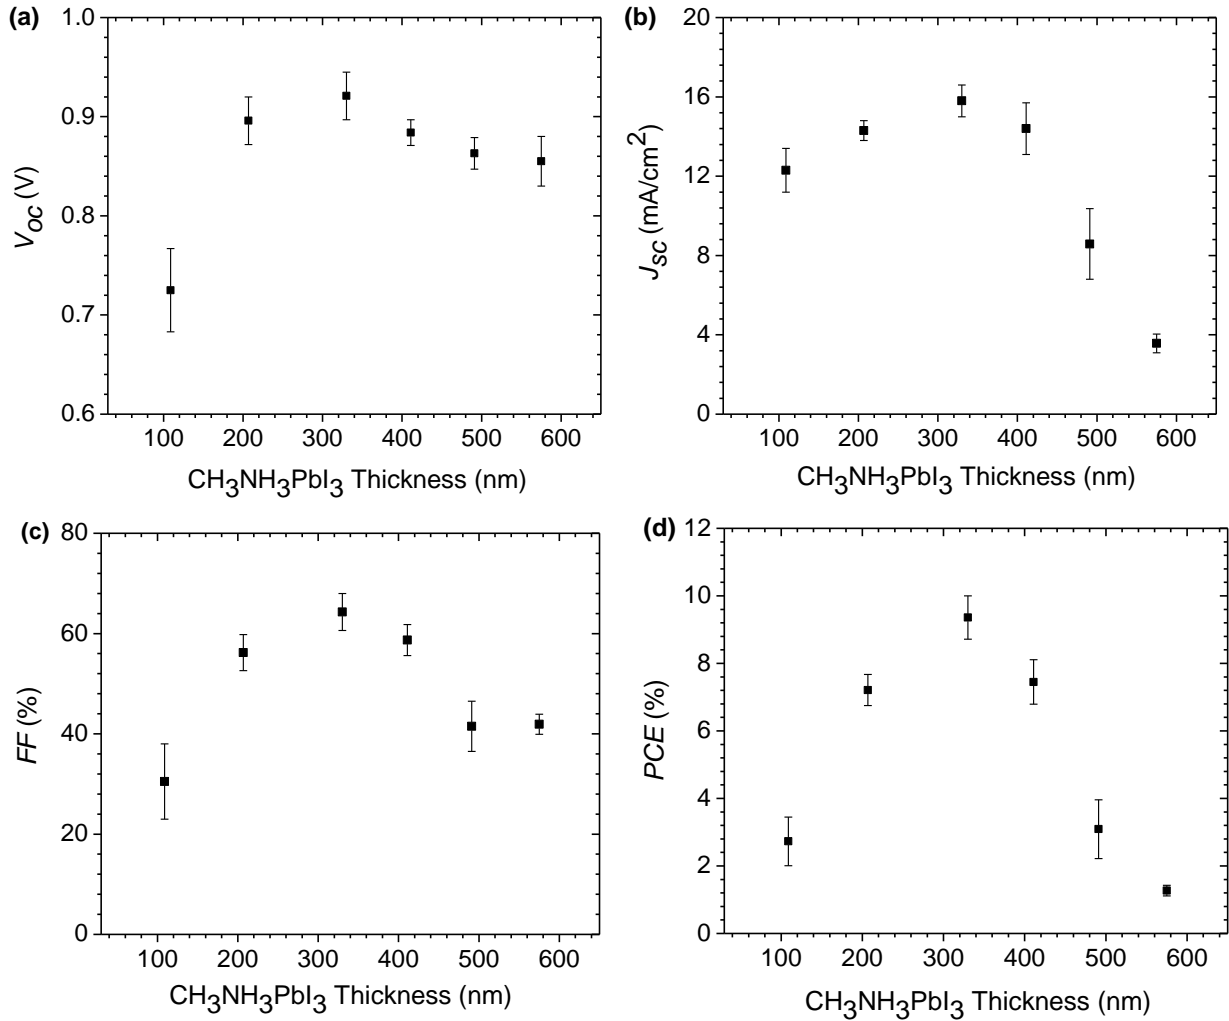 (a)
1.0
0.9
0.8
0.7
0.6
V_OC (V)
100 200 300 400 500 600
CH3NH3PbI3 Thickness (nm)
(b)
20
16
12
8
4
0
J_SC (mA/cm²)
100 200 300 400 500 600
CH3NH3PbI3 Thickness (nm)
(c)
80
60
40
20
0
FF (%)
100 200 300 400 500 600
CH3NH3PbI3 Thickness (nm)
(d)
12
10
8
6
4
2
0
PCE (%)
100 200 300 400 500 600
CH3NH3PbI3 Thickness (nm)